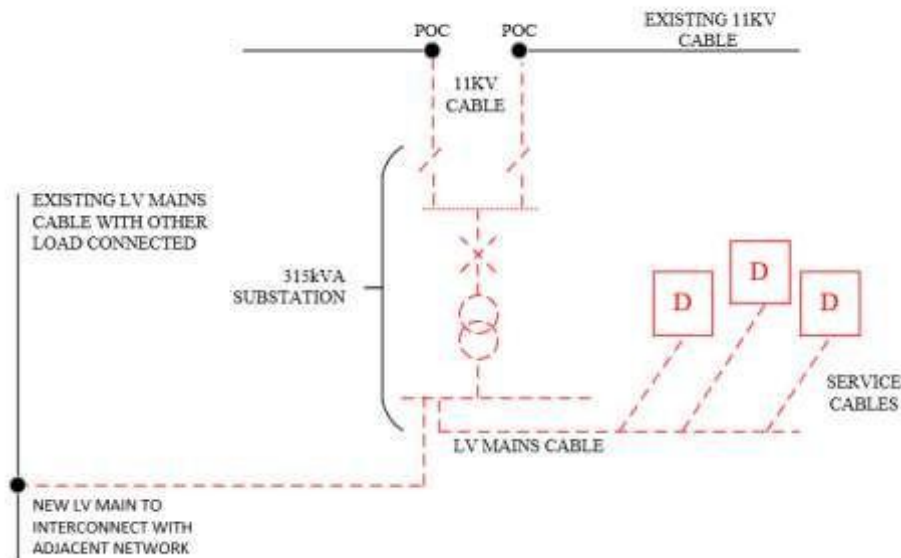 POC
POC
EXISTING 11KV
CABLE
11KV
CABLE
EXISTING LV MAINS
CABLE WITH OTHER
LOAD CONNECTED
315kVA
SUBSTATION
D
D
D
SERVICE
CABLES
LV MAINS CABLE
NEW LV MAIN TO
INTERCONNECT WITH
ADJACENT NETWORK